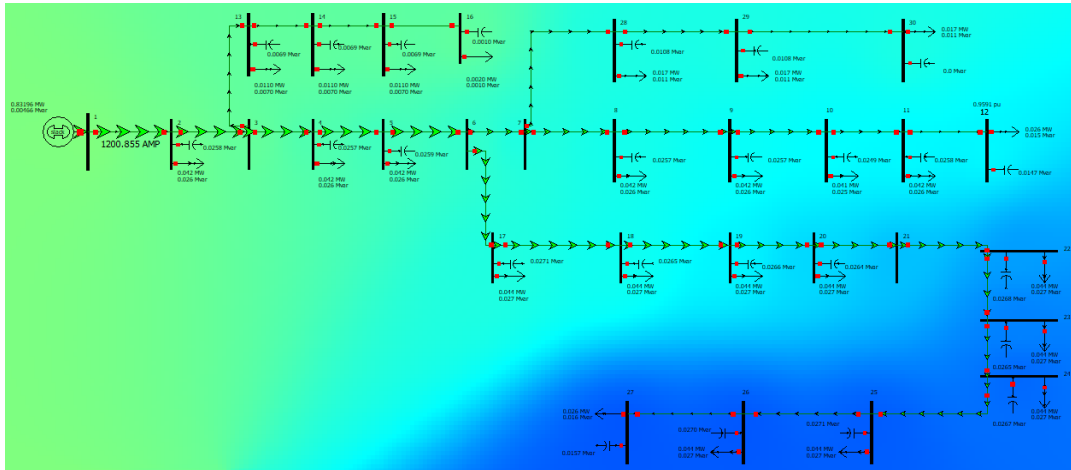 13
14
15
16
0.0010 Mvar
0.0069 Mvar
0.0069 Mvar
0.0069 Mvar
0.0110 MW
0.0070 Mvar
0.0110 MW
0.0070 Mvar
0.0110 MW
0.0070 Mvar
0.0020 MW
0.0010 Mvar
28
29
30
0.017 MW
0.011 Mvar
0.0108 Mvar
0.0108 Mvar
0.0 Mvar
0.017 MW
0.011 Mvar
0.017 MW
0.011 Mvar
0.83196 MW
0.00466 Mvar
slack
1
1200.855 AMP
2
3
4
5
6
7
8
9
10
11
0.9591 pu
12
0.026 MW
0.015 Mvar
0.0258 Mvar
0.0257 Mvar
0.0259 Mvar
0.0257 Mvar
0.0257 Mvar
0.0249 Mvar
0.0258 Mvar
0.0147 Mvar
0.042 MW
0.026 Mvar
0.042 MW
0.026 Mvar
0.042 MW
0.026 Mvar
0.042 MW
0.026 Mvar
0.042 MW
0.026 Mvar
0.041 MW
0.025 Mvar
0.042 MW
0.026 Mvar
17
18
19
20
21
22
0.0271 Mvar
0.0265 Mvar
0.0266 Mvar
0.0264 Mvar
0.044 MW
0.027 Mvar
0.044 MW
0.027 Mvar
0.044 MW
0.027 Mvar
0.044 MW
0.027 Mvar
0.0268 Mvar
0.044 MW
0.027 Mvar
23
0.0265 Mvar
0.044 MW
0.027 Mvar
24
0.0267 Mvar
0.044 MW
0.027 Mvar
27
26
25
0.026 MW
0.016 Mvar
0.0157 Mvar
0.0270 Mvar
0.044 MW
0.027 Mvar
0.0271 Mvar
0.044 MW
0.027 Mvar